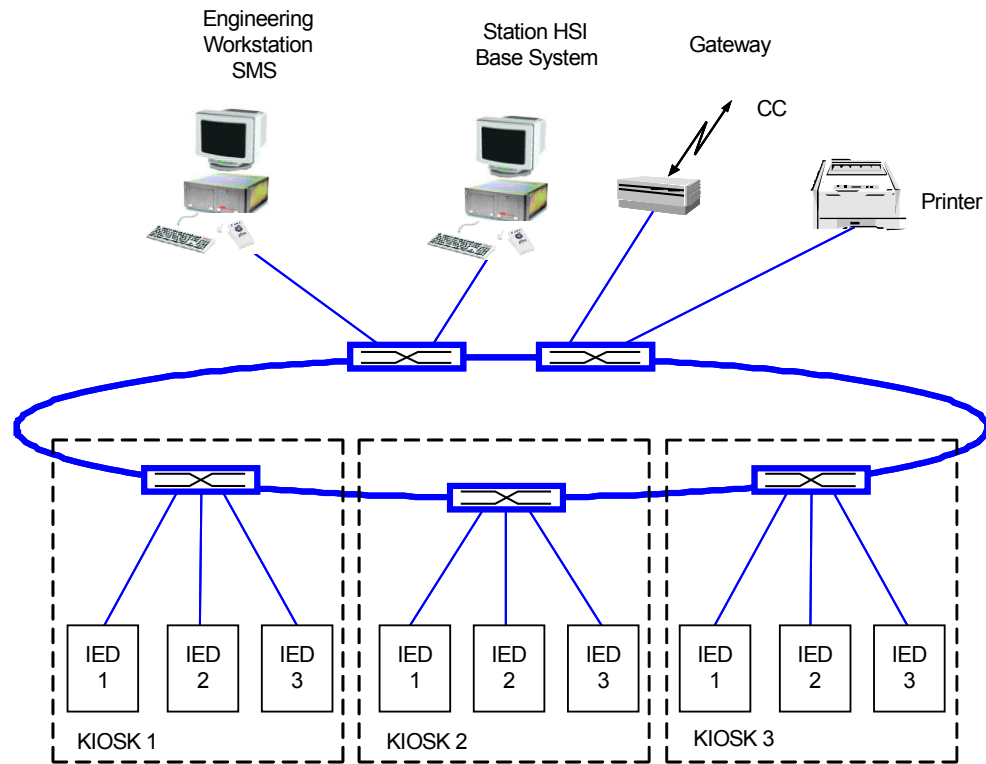 Engineering
Workstation
SMS
Station HSI
Base System
Gateway
CC
Printer
IED
1
IED
2
IED
3
KIOSK 1
IED
1
IED
2
IED
3
KIOSK 2
IED
1
IED
2
IED
3
KIOSK 3